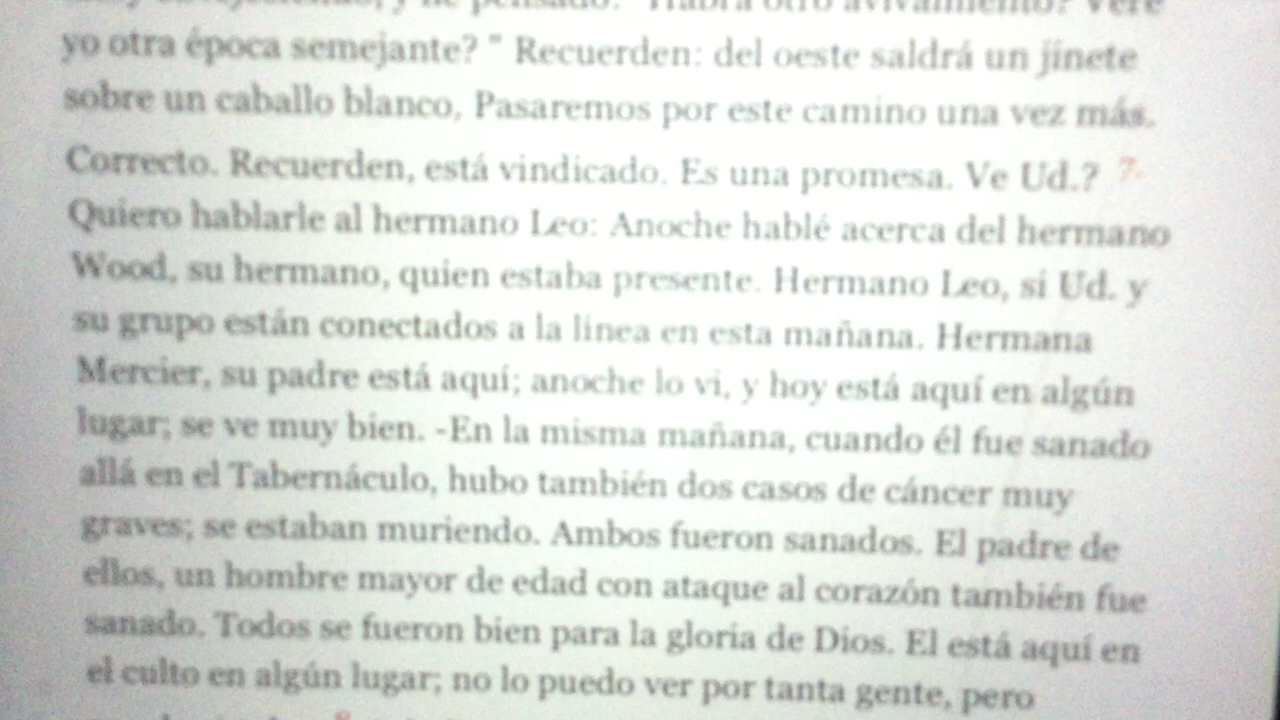 yo otra época semejante? " Recuerden: del oeste saldrá un jinete
sobre un caballo blanco, Pasaremos por este camino una vez más.
Correcto. Recuerden, está vindicado. Es una promesa. Ve Ud.? 7.
Quiero hablarle al hermano Leo: Anoche hablé acerca del hermano
Wood, su hermano, quien estaba presente. Hermano Leo, si Ud. y
su grupo están conectados a la línea en esta mañana. Hermana
Mercier, su padre está aquí; anoche lo vi, y hoy está aquí en algún
lugar; se ve muy bien. -En la misma mañana, cuando él fue sanado
allá en el Tabernáculo, hubo también dos casos de cáncer muy
graves; se estaban muriendo. Ambos fueron sanados. El padre de
ellos, un hombre mayor de edad con ataque al corazón también fue
sanado. Todos se fueron bien para la gloria de Dios. El está aquí en
el culto en algún lugar; no lo puedo ver por tanta gente, pero